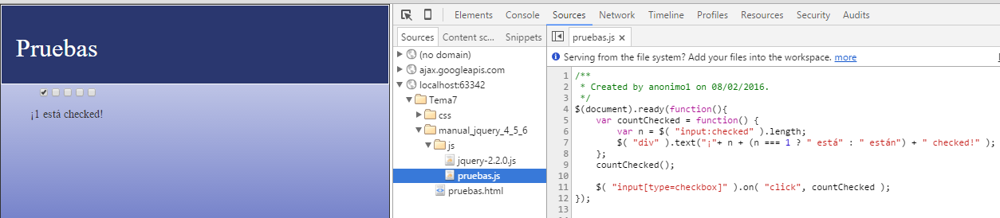 Pruebas
¡1 está checked!
Elements Console Sources Network Timeline Profiles Resources Security Audits
Sources Content sc... Snippets
(no domain)
ajax.googleapis.com
localhost:63342
Tema7
css
manual_jquery_4_5_6
js
jquery-2.2.0.js
pruebas.js
pruebas.html
pruebas.js ×
Serving from the file system? Add your files into the workspace. more
1 /**
2 * Created by anonimo1 on 08/02/2016.
3 */
4 $(document).ready(function(){
5 var countChecked = function() {
6 var n = $( "input:checked" ).length;
7 $( "div" ).text("¡"+ n + (n === 1 ? " está" : " están") + " checked!" );
8 };
9 countChecked();
10
11 $( "input[type=checkbox]" ).on( "click", countChecked );
12 });
13